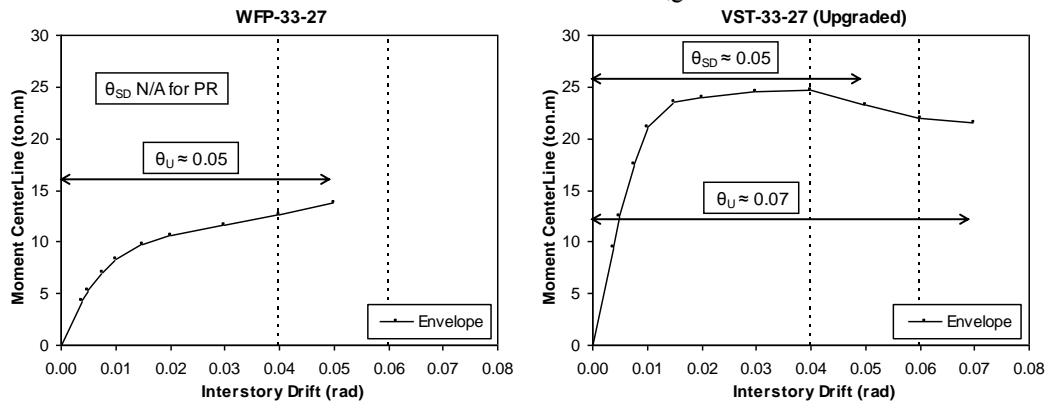 WFP-33-27
30
25
20
15
10
5
0
Moment CenterLine (ton.m)
θSD N/A for PR
θU ≈ 0.05
Envelope
0.00 0.01 0.02 0.03 0.04 0.05 0.06 0.07 0.08
Interstory Drift (rad)
VST-33-27 (Upgraded)
30
25
20
15
10
5
0
Moment CenterLine (ton.m)
θSD ≈ 0.05
θU ≈ 0.07
Envelope
0.00 0.01 0.02 0.03 0.04 0.05 0.06 0.07 0.08
Interstory Drift (rad)